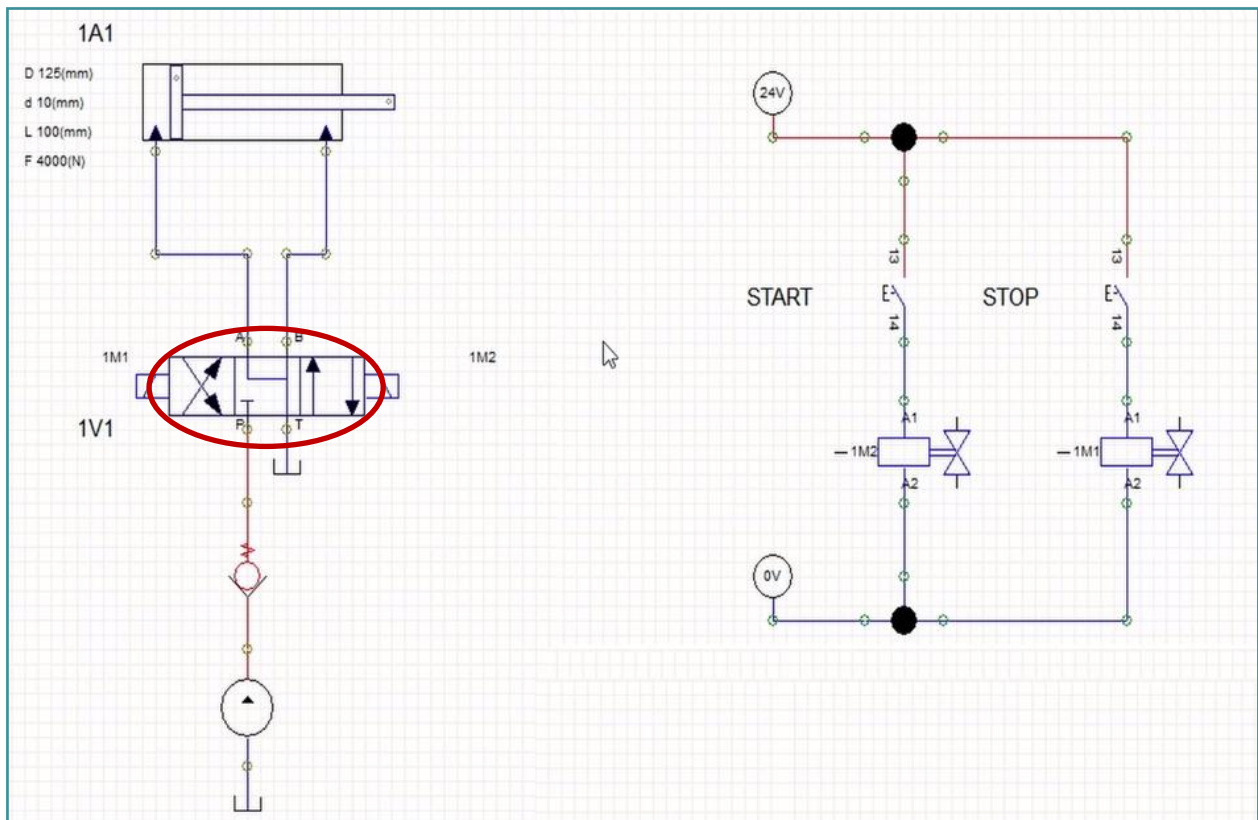 1A1
D 125(mm)
d 10(mm)
L 100(mm)
F 4000(N)
A B
1M1 1M2
1V1
P T
24V
13 13
START E STOP E
14 14
A1 A1
1M2 1M1
A2 A2
0V